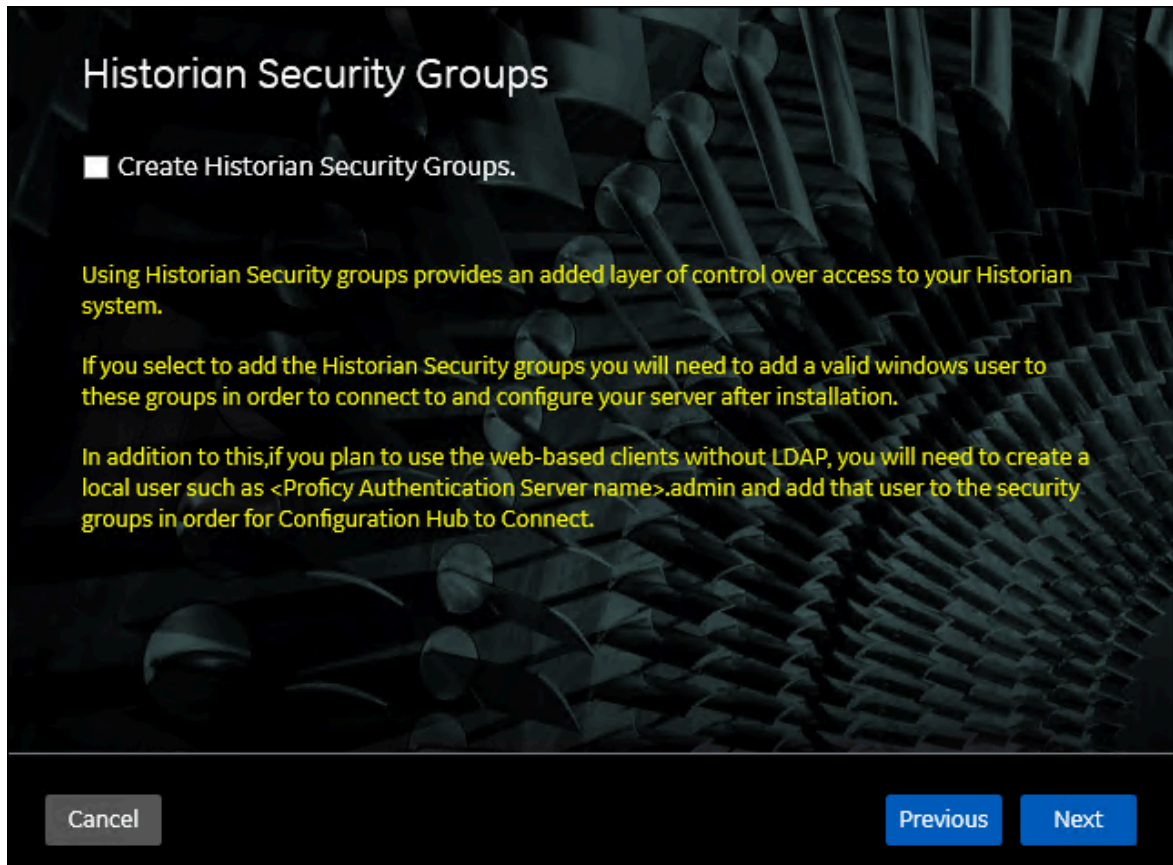 Historian Security Groups
Create Historian Security Groups.
Using Historian Security groups provides an added layer of control over access to your Historian
system.
If you select to add the Historian Security groups you will need to add a valid windows user to
these groups in order to connect to and configure your server after installation.
In addition to this,if you plan to use the web-based clients without LDAP, you will need to create a
local user such as <Proficy Authentication Server name>.admin and add that user to the security
groups in order for Configuration Hub to Connect.
Cancel
Previous
Next